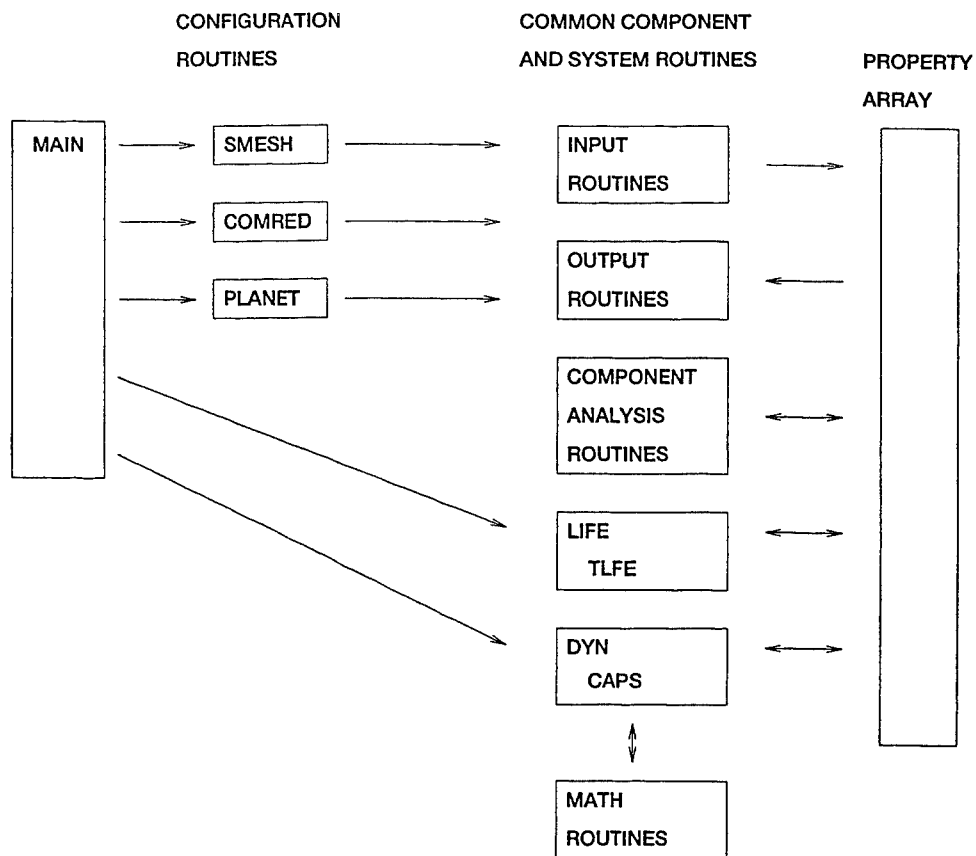 CONFIGURATION
ROUTINES
COMMON COMPONENT
AND SYSTEM ROUTINES
PROPERTY
ARRAY
MAIN
SMESH
COMRED
PLANET
INPUT
ROUTINES
OUTPUT
ROUTINES
COMPONENT
ANALYSIS
ROUTINES
LIFE
TLFE
DYN
CAPS
MATH
ROUTINES